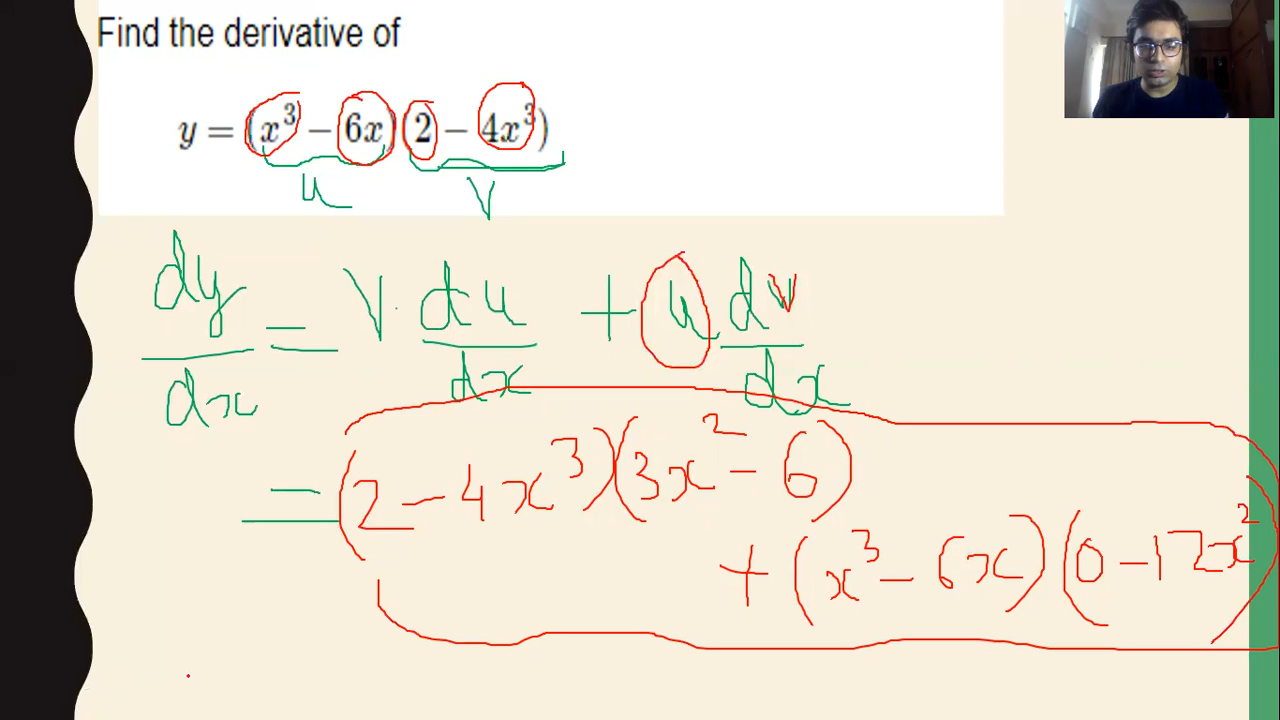 Find the derivative of
y = (x³ − 6x)(2 − 4x³)
u v
dy/dx = v · du/dx + u dv/dx
= (2 − 4x³)(3x² − 6)
+ (x³ − 6x)(0 − 12x²)